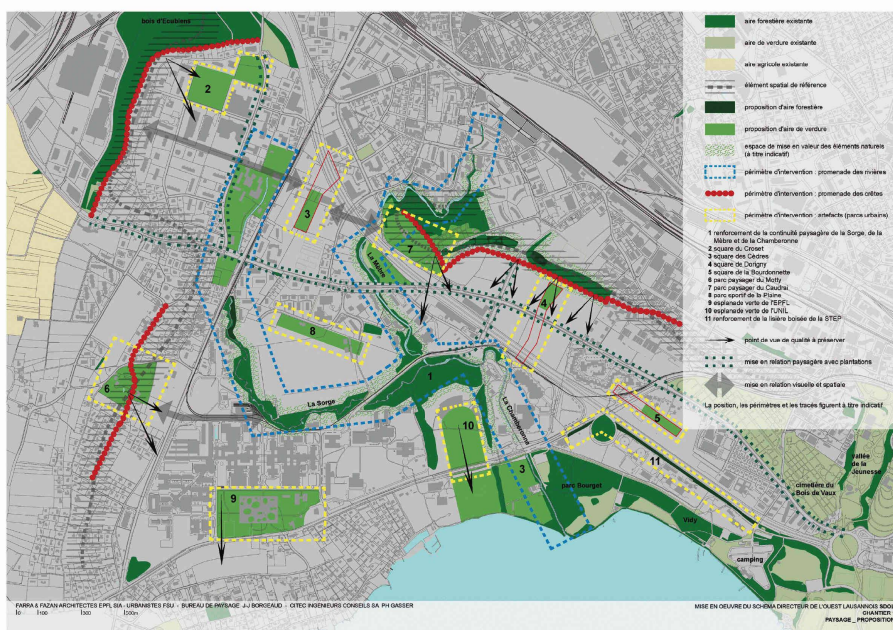 bois d'Ecublens
2
3
7
4
La Mèbre
8
6
1
La Sorge
La Chamberonne
10
5
3
11
9
parc Bourget
Vidy
camping
vallée
de la
Jeunesse
cimetière du
Bois de Vaux
aire forestière existante
aire de verdure existante
aire agricole existante
élément spatial de référence
proposition d'aire forestière
proposition d'aire de verdure
espace de mise en valeur des éléments naturels
(à titre indicatif)
périmètre d'intervention : promenade des rivières
périmètre d'intervention : promenade des crêtes
périmètre d'intervention : artefacts (parcs urbains)
1 renforcement de la continuité paysagère de la Sorge, de la
Mèbre et de la Chamberonne
2 square du Croset
3 square des Cèdres
4 square de Dorigny
5 square de la Bourdonnette
6 parc paysager du Motty
7 parc paysager du Caudrai
8 parc sportif de la Plaine
9 esplanade verte de l'EPFL
10 esplanade verte de l'UNIL
11 renforcement de la lisière boisée de la STEP
point de vue de qualité à préserver
mise en relation paysagère avec plantations
mise en relation visuelle et spatiale
La position, les périmètres et les tracés figurent à titre indicatif
FARRA & FAZAN ARCHITECTES EPFL SIA - URBANISTES FSU - BUREAU DE PAYSAGE J-J BORGEAUD - CITEC INGENIEURS CONSEILS SA PH GASSER
0 100 300
MISE EN OEUVRE DU SCHEMA DIRECTEUR DE L'OUEST LAUSANNOIS SDOL
CHANTIER
PAYSAGE _ PROPOSITION